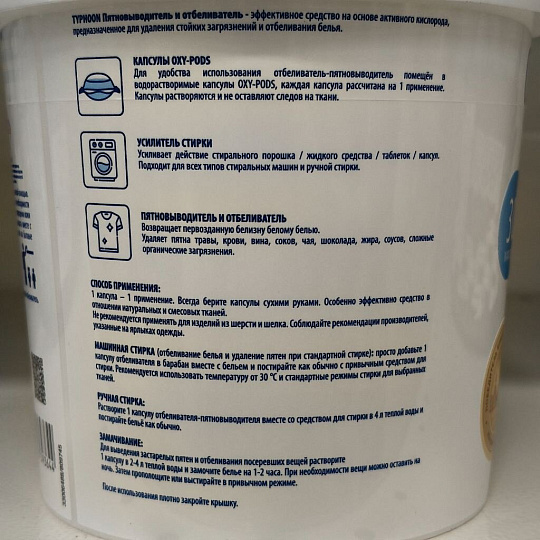 TYPHOON Пятновыводитель и отбеливатель - эффективное средство на основе активного кислорода,
предназначенное для удаления стойких загрязнений и отбеливания белья.
КАПСУЛЫ OXY-PODS
Для удобства использования отбеливатель-пятновыводитель помещён в
водорастворимые капсулы OXY-PODS, каждая капсула рассчитана на 1 применение.
Капсулы растворяются и не оставляют следов на ткани.
УСИЛИТЕЛЬ СТИРКИ
Усиливает действие стирального порошка / жидкого средства / таблеток / капсул.
Подходит для всех типов стиральных машин и ручной стирки.
ПЯТНОВЫВОДИТЕЛЬ И ОТБЕЛИВАТЕЛЬ
Возвращает первозданную белизну белому белью.
Удаляет пятна травы, крови, вина, соков, чая, шоколада, жира, соусов, сложные
органические загрязнения.
СПОСОБ ПРИМЕНЕНИЯ:
1 капсула – 1 применение. Всегда берите капсулы сухими руками. Особенно эффективно средство в
отношении натуральных и смесовых тканей.
Не рекомендуется применять для изделий из шерсти и шелка. Соблюдайте рекомендации производителей,
указанные на ярлыках одежды.
МАШИННАЯ СТИРКА (отбеливание белья и удаление пятен при стандартной стирке): просто добавьте 1
капсулу отбеливателя в барабан вместе с бельем и постирайте как обычно с привычным средством для
стирки. Рекомендуется использовать температуру от 30 °С и стандартные режимы стирки для выбранных
тканей.
РУЧНАЯ СТИРКА:
Растворите 1 капсулу отбеливателя-пятновыводителя вместе со средством для стирки в 4 л теплой воды и
постирайте бельё как обычно.
ЗАМАЧИВАНИЕ:
Для выведения застарелых пятен и отбеливания посеревших вещей растворите
1 капсулу в 2-4 л теплой воды и замочите белье на 1-2 часа. При необходимости вещи можно оставить на
ночь. Затем прополощите или выстирайте в привычном режиме.
После использования плотно закройте крышку.